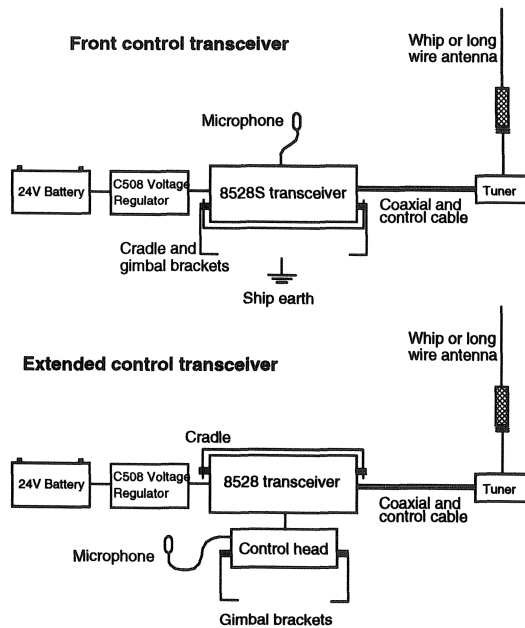 Front control transceiver
Whip or long
wire antenna
Microphone
24V Battery
C508 Voltage
Regulator
8528S transceiver
Coaxial and
control cable
Tuner
Cradle and
gimbal brackets
Ship earth
Extended control transceiver
Whip or long
wire antenna
Cradle
24V Battery
C508 Voltage
Regulator
8528 transceiver
Coaxial and
control cable
Tuner
Microphone
Control head
Gimbal brackets